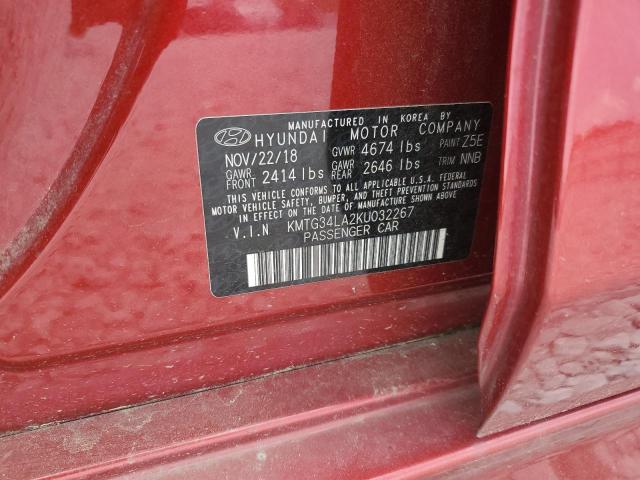 MANUFACTURED IN KOREA BY
HYUNDAI MOTOR COMPANY
NOV/22/18 GVWR 4674 lbs PAINT Z5E
GAWR FRONT 2414 lbs GAWR REAR 2646 lbs TRIM NNB
THIS VEHICLE CONFORMS TO ALL APPLICABLE U.S.A. FEDERAL
MOTOR VEHICLE SAFETY, BUMPER, AND THEFT PREVENTION STANDARDS
IN EFFECT ON THE DATE OF MANUFACTURE SHOWN ABOVE.
V.I.N KMTG34LA2KU032267
PASSENGER CAR